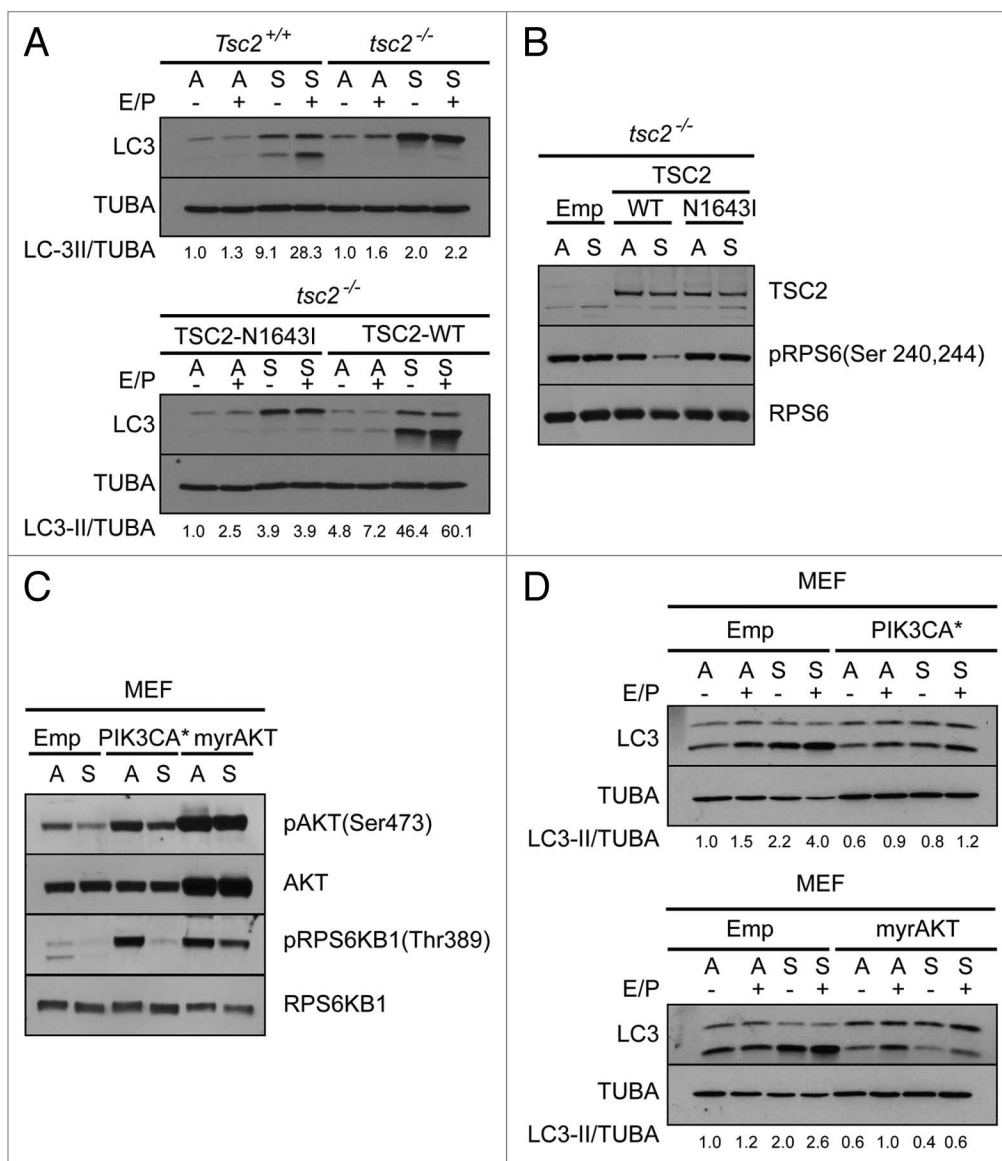 A
Tsc2+/+ tsc2-/-
A A S S A A S S
E/P - + - + - + - +
LC3
TUBA
LC-3II/TUBA 1.0 1.3 9.1 28.3 1.0 1.6 2.0 2.2
tsc2-/-
TSC2-N1643I TSC2-WT
A A S S A A S S
E/P - + - + - + - +
LC3
TUBA
LC3-II/TUBA 1.0 2.5 3.9 3.9 4.8 7.2 46.4 60.1
B
tsc2-/-
TSC2
Emp WT N1643I
A S A S A S
TSC2
pRPS6(Ser 240,244)
RPS6
C
MEF
Emp PIK3CA* myrAKT
A S A S A S
pAKT(Ser473)
AKT
pRPS6KB1(Thr389)
RPS6KB1
D
MEF
Emp PIK3CA*
A A S S A A S S
E/P - + - + - + - +
LC3
TUBA
LC3-II/TUBA 1.0 1.5 2.2 4.0 0.6 0.9 0.8 1.2
MEF
Emp myrAKT
A A S S A A S S
E/P - + - + - + - +
LC3
TUBA
LC3-II/TUBA 1.0 1.2 2.0 2.6 0.6 1.0 0.4 0.6